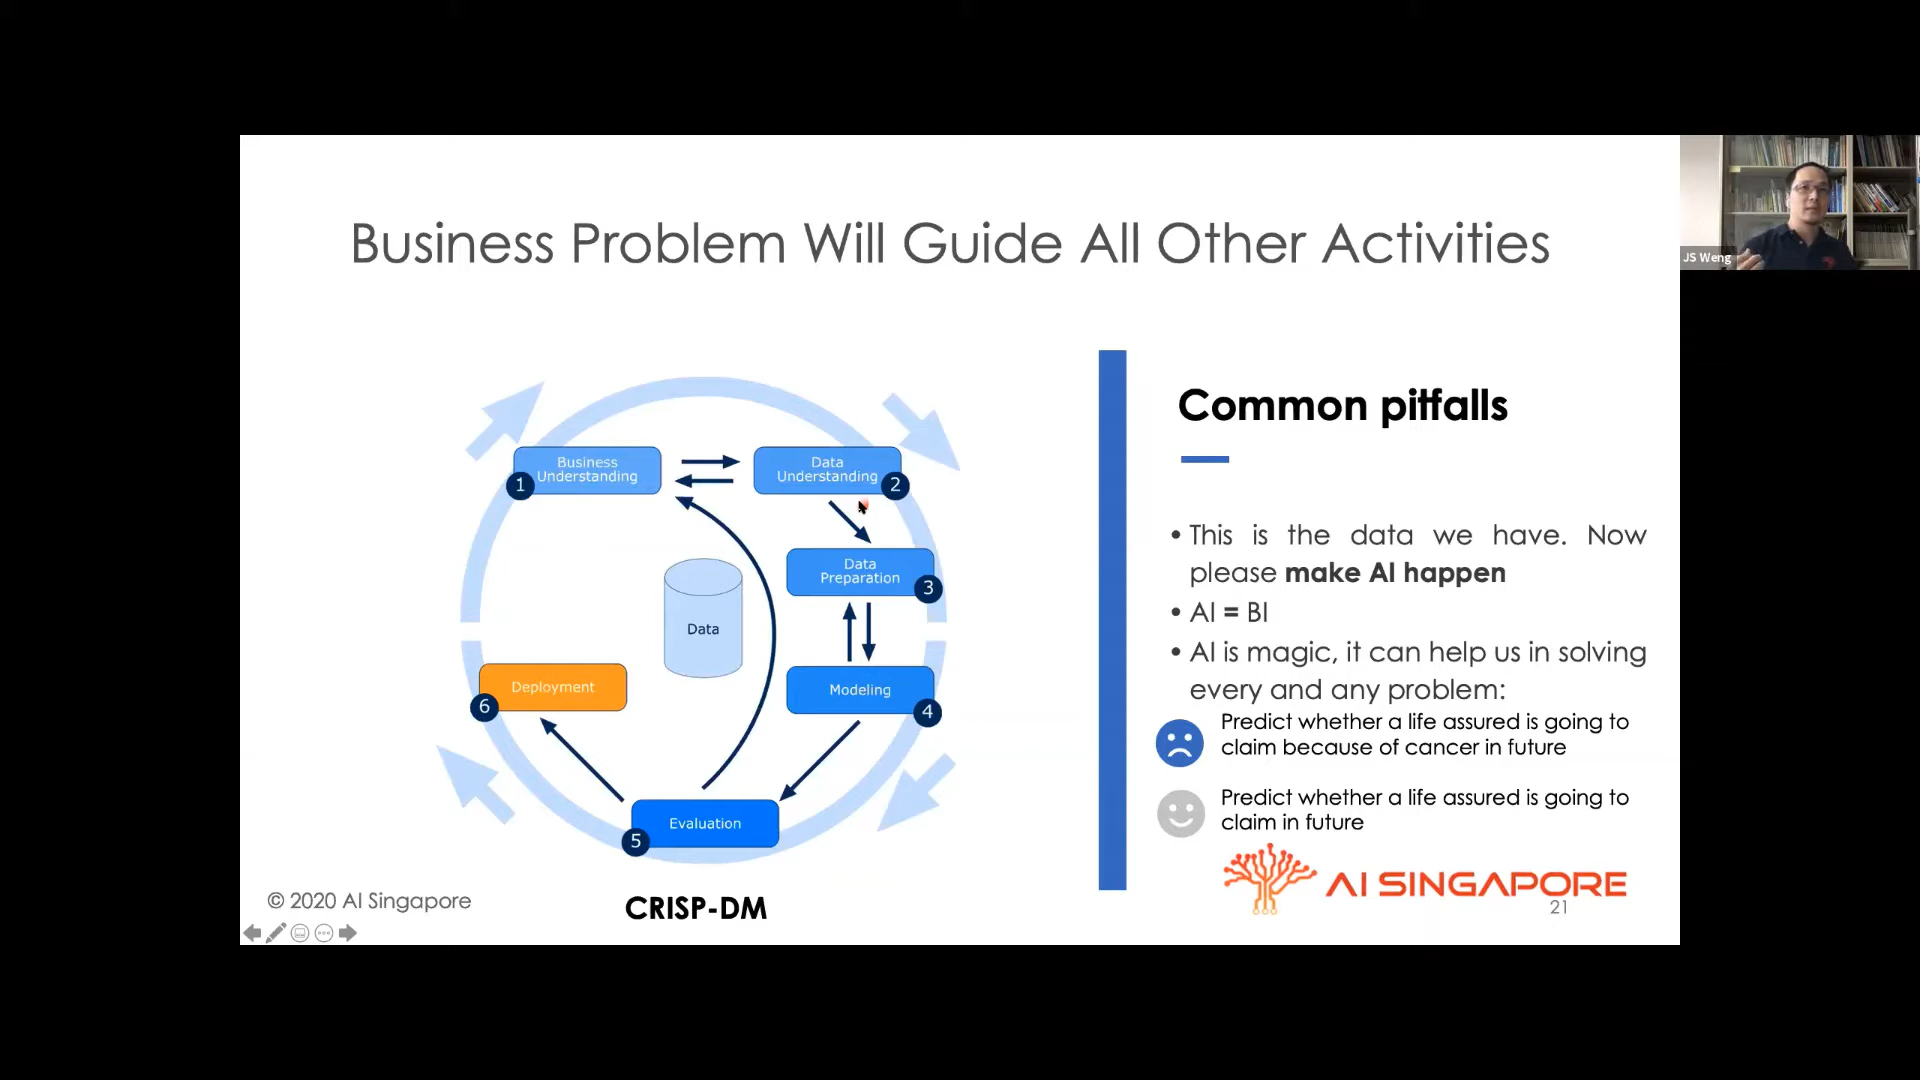 Business Problem Will Guide All Other Activities
JS Weng
Business
Understanding
1
Data
Understanding
2
Data
Preparation
3
Data
Modeling
4
Deployment
6
Evaluation
5
CRISP-DM
© 2020 AI Singapore
Common pitfalls
• This is the data we have. Now
please make AI happen
• AI = BI
• AI is magic, it can help us in solving
every and any problem:
Predict whether a life assured is going to
claim because of cancer in future
Predict whether a life assured is going to
claim in future
AI SINGAPORE
21